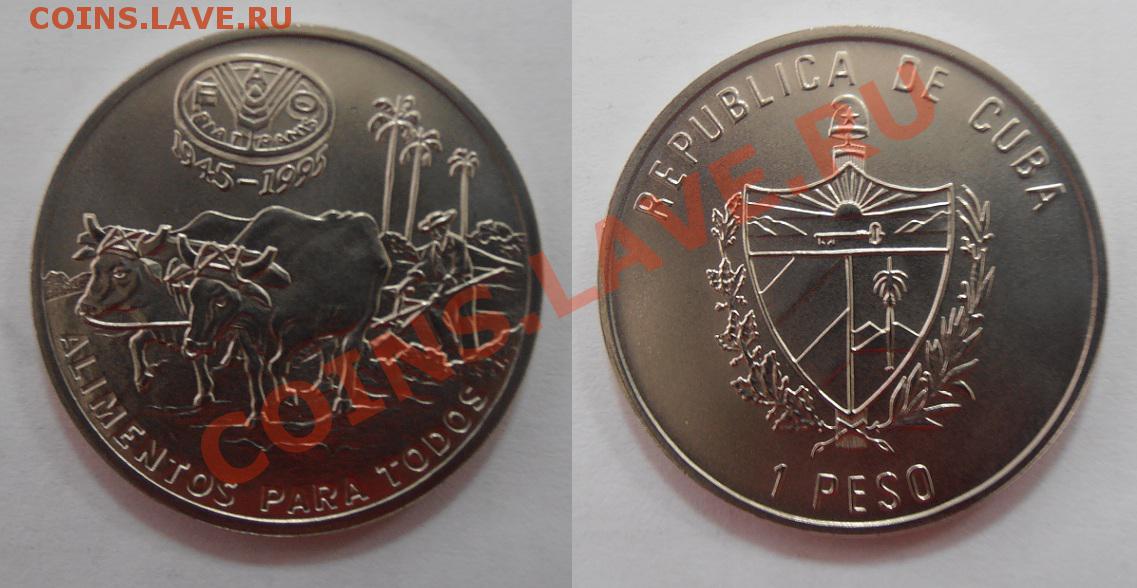 COINS.LAVE.RU
FAO
FIAT PANIS
1945-1995
ALIMENTOS PARA TODOS
REPUBLICA DE CUBA
1 PESO
COINS.LAVE.RU